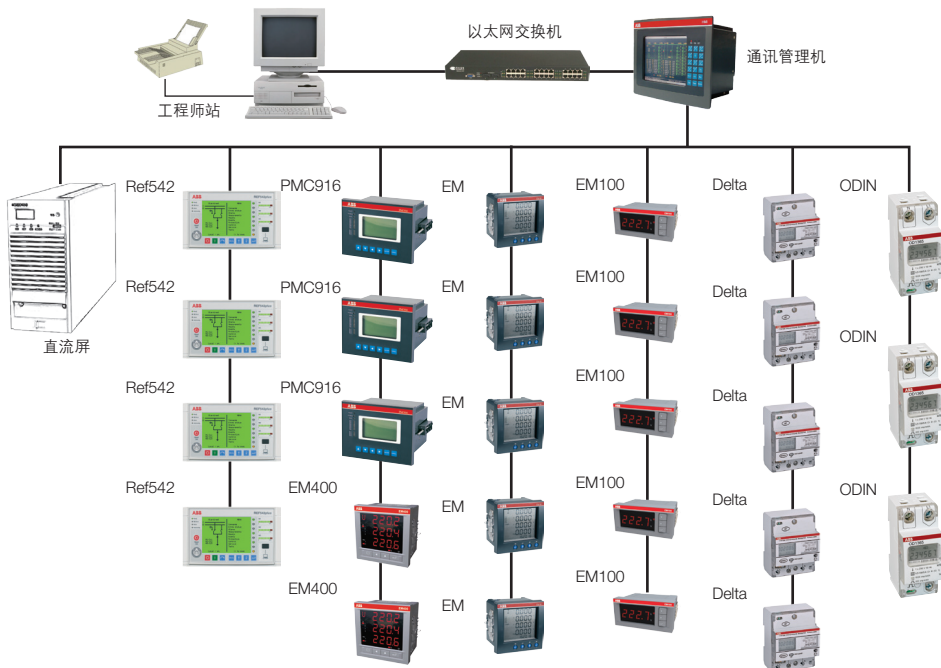 以太网交换机
通讯管理机
工程师站
Ref542
PMC916
EM
EM100
Delta
ODIN
Ref542
PMC916
EM
EM100
Delta
直流屏
ODIN
Ref542
PMC916
EM
EM100
Delta
Ref542
EM400
EM
EM100
Delta
ODIN
EM400
EM
EM100
Delta